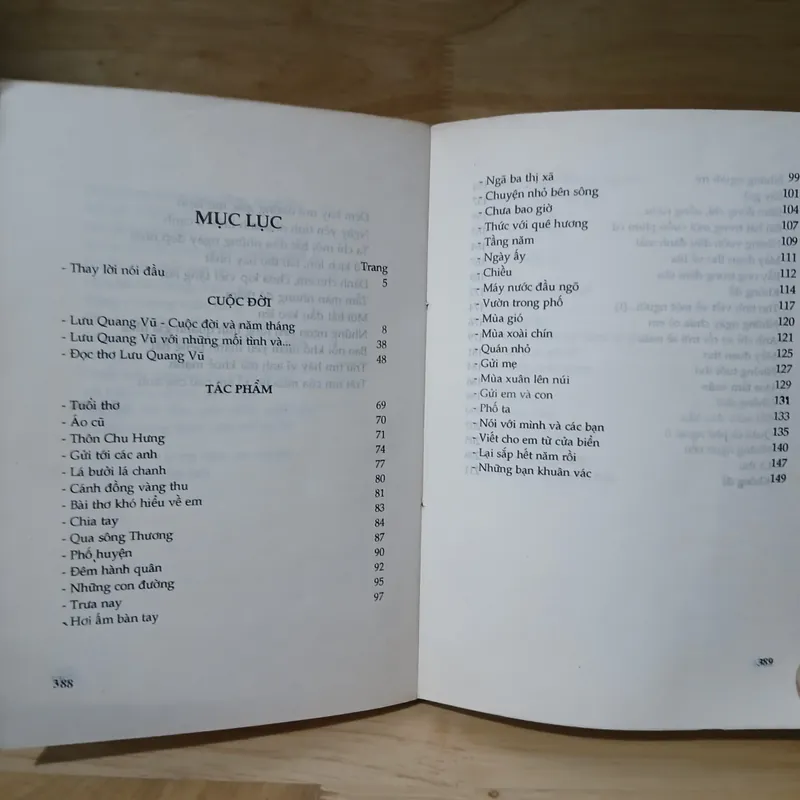 MỤC LỤC
Trang
- Thay lời nói đầu 5
CUỘC ĐỜI
- Lưu Quang Vũ - Cuộc đời và năm tháng 8
- Lưu Quang Vũ với những mối tình và... 38
- Đọc thơ Lưu Quang Vũ 48
TÁC PHẨM
- Tuổi thơ 69
- Áo cũ 70
- Thôn Chu Hưng 71
- Gửi tới các anh 74
- Lá bưởi lá chanh 77
- Cánh đồng vàng thu 80
- Bài thơ khó hiểu về em 81
- Chia tay 83
- Qua sông Thương 84
- Phố huyện 87
- Đêm hành quân 90
- Những con đường 92
- Trưa nay 95
- Hơi ấm bàn tay 97
388
- Ngã ba thị xã 99
- Chuyện nhỏ bên sông 101
- Chưa bao giờ 104
- Thức với quê hương 107
- Tằng năm 109
- Ngày ấy 111
- Chiều 112
- Máy nước đầu ngõ 114
- Vườn trong phố 117
- Mùa gió 120
- Mùa xoài chín 121
- Quán nhỏ 125
- Gửi mẹ 127
- Mùa xuân lên núi 129
- Gửi em và con 131
- Phố ta 133
- Nói với mình và các bạn 135
- Viết cho em từ cửa biển 140
- Lại sắp hết năm rồi 147
- Những bạn khuân vác 149
389